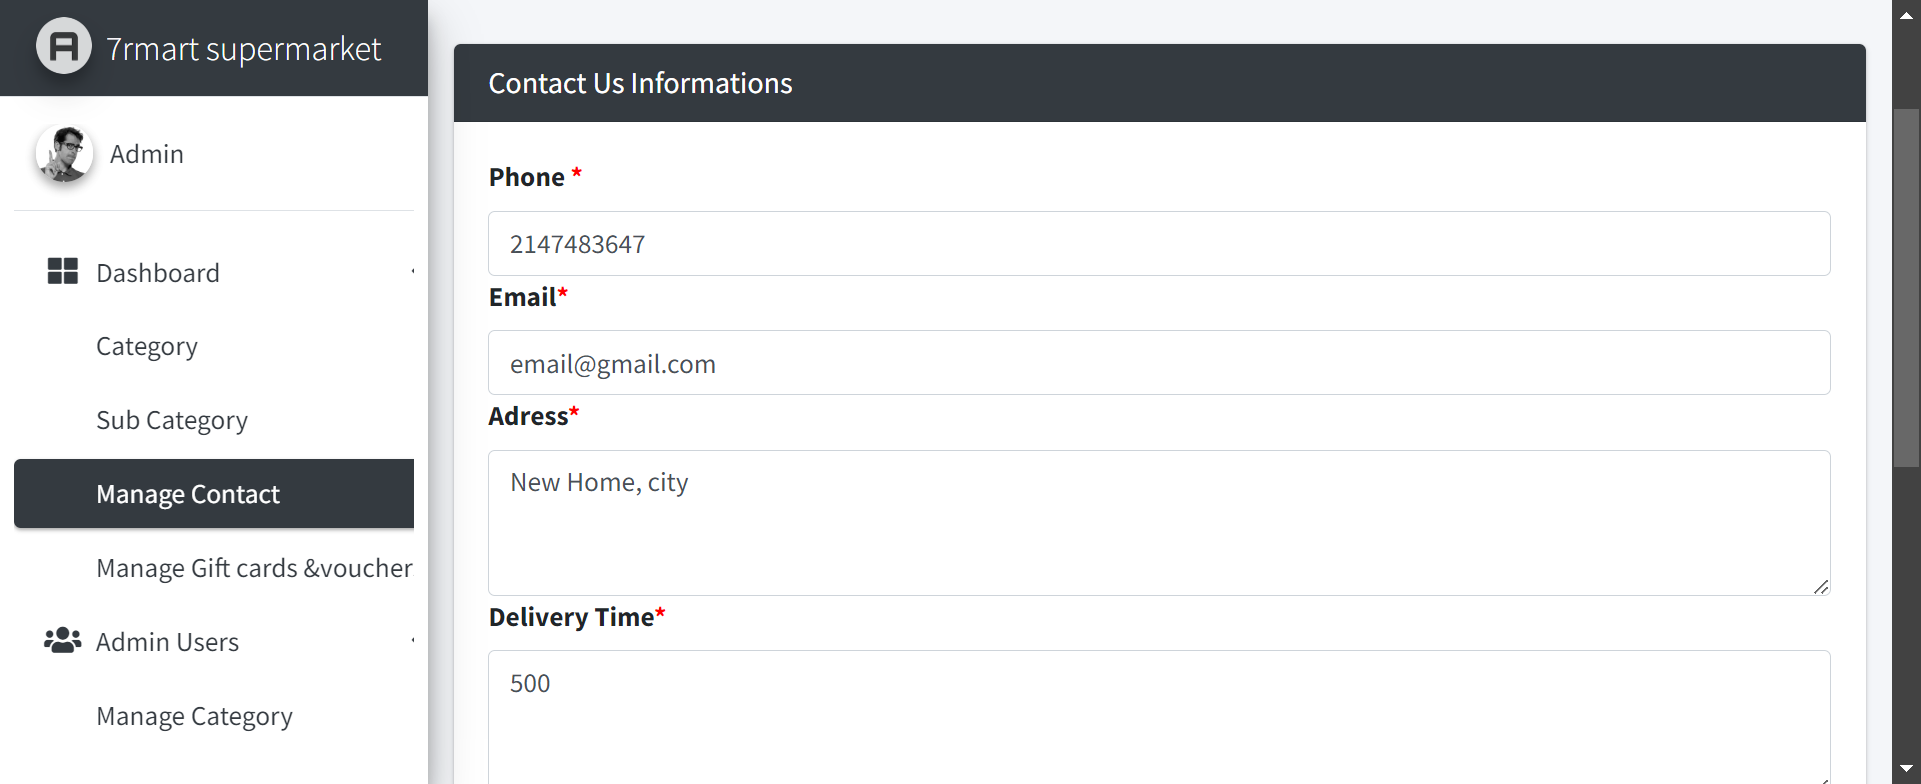 7rmart supermarket
Admin
Dashboard
Category
Sub Category
Manage Contact
Manage Gift cards &voucher
Admin Users
Manage Category
Contact Us Informations
Phone *
2147483647
Email*
email@gmail.com
Adress*
New Home, city
Delivery Time*
500